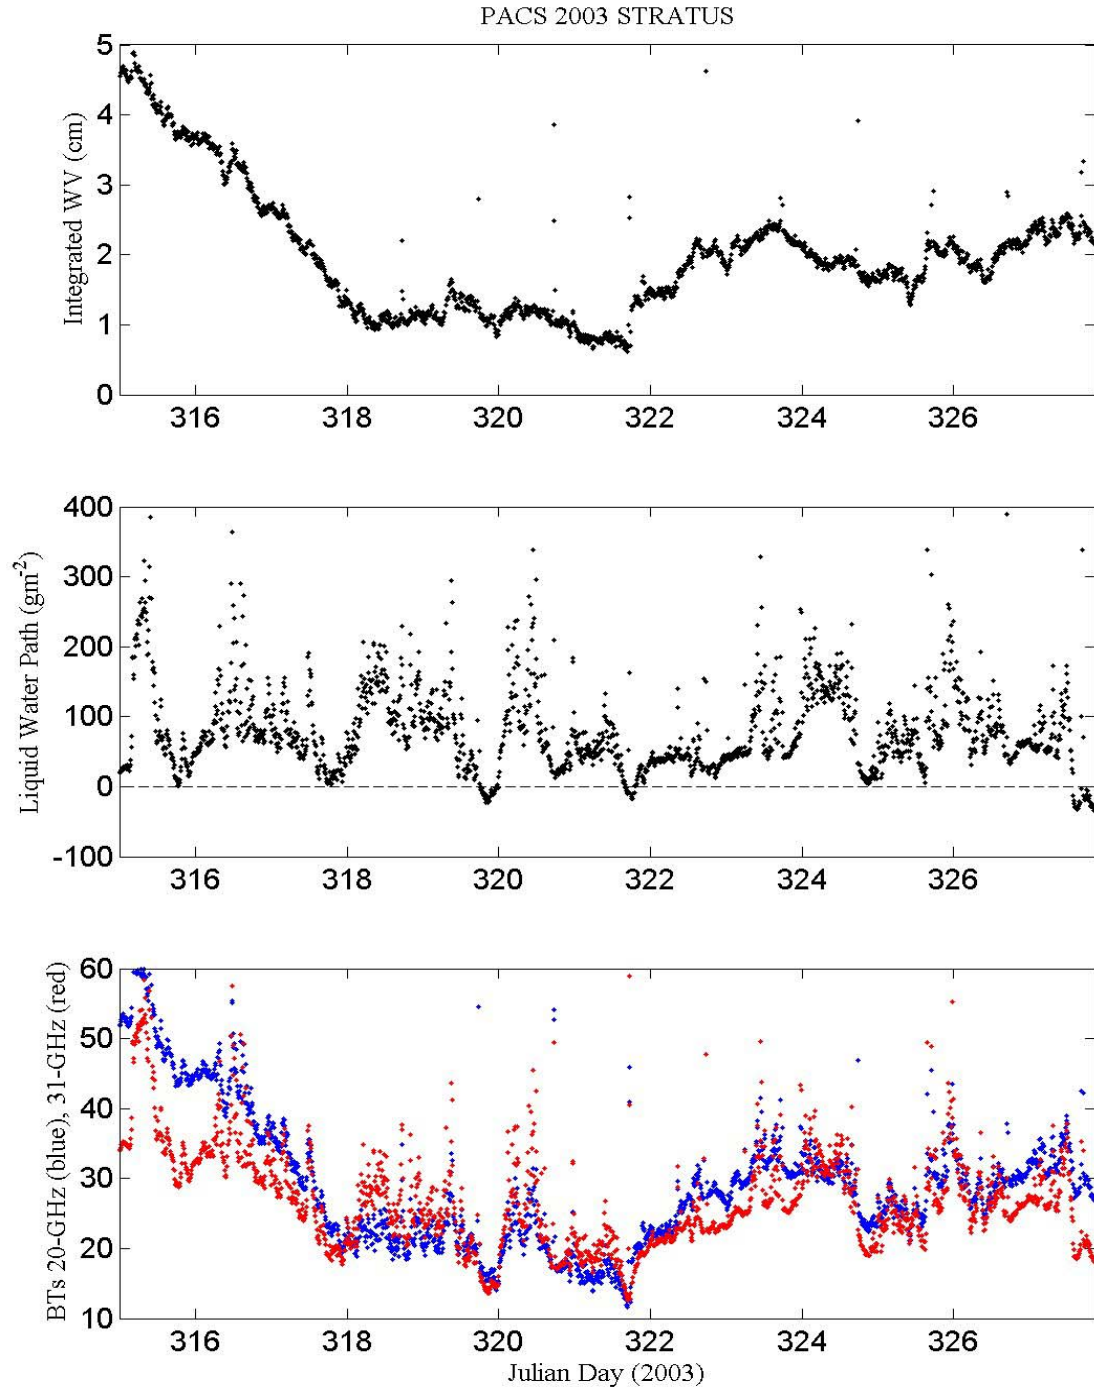 PACS 2003 STRATUS
Integrated WV (cm)
5
4
3
2
1
0
316 318 320 322 324 326
Liquid Water Path (gm-2)
400
300
200
100
0
-100
316 318 320 322 324 326
BTs 20-GHz (blue), 31-GHz (red)
60
50
40
30
20
10
316 318 320 322 324 326
Julian Day (2003)